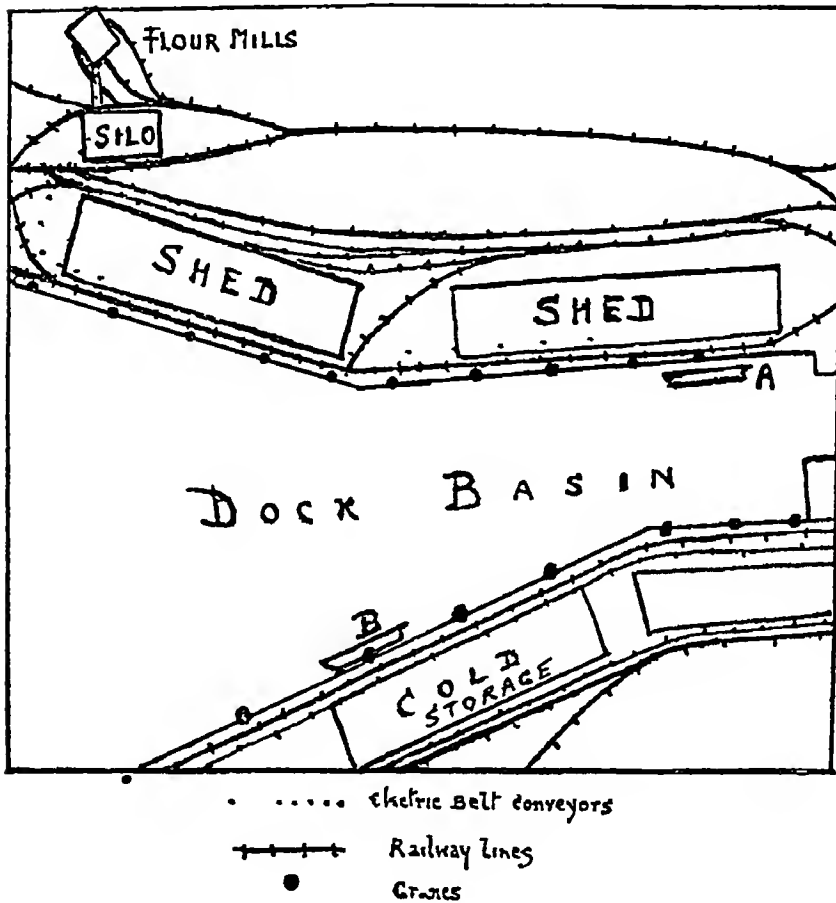 FLOUR MILLS
SILO
SHED
SHED
A
DOCK BASIN
B
COLD
STORAGE
Electric Belt Conveyors
Railway Lines
Cranes